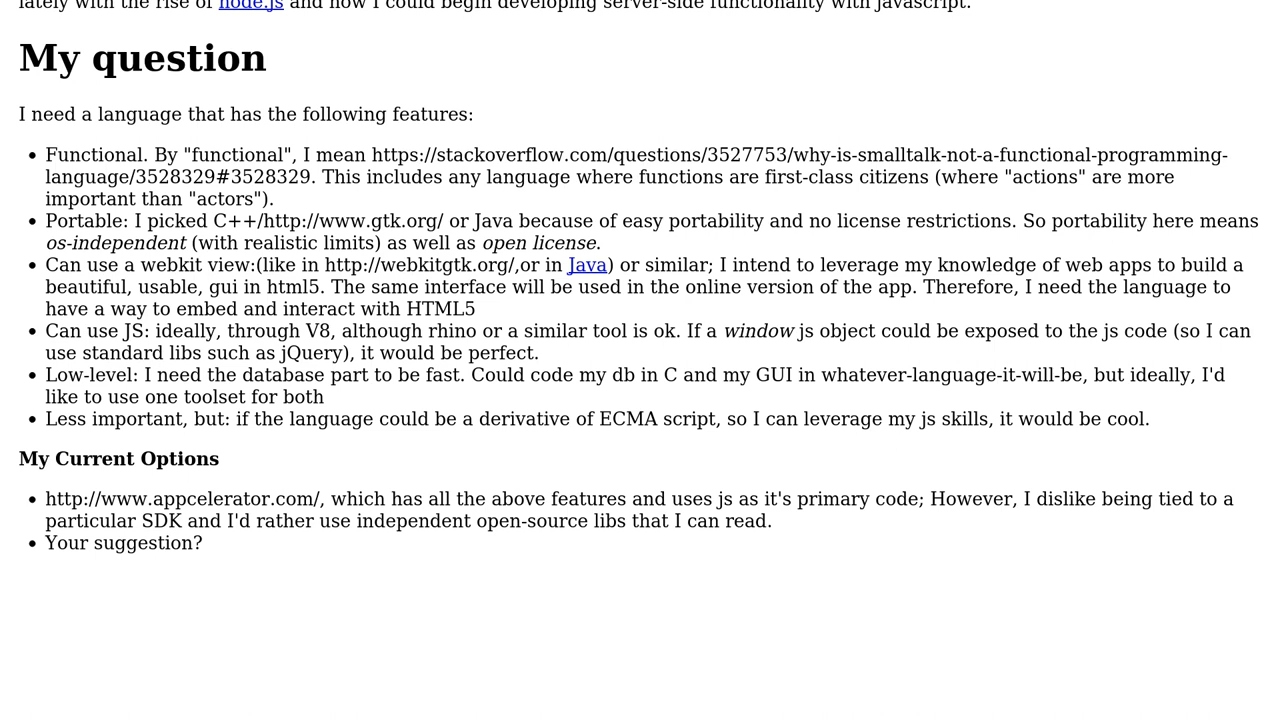 lately with the rise of node.js and how I could begin developing server-side functionality with javascript.
My question
I need a language that has the following features:
• Functional. By "functional", I mean https://stackoverflow.com/questions/3527753/why-is-smalltalk-not-a-functional-programming-
language/3528329#3528329. This includes any language where functions are first-class citizens (where "actions" are more
important than "actors").
• Portable: I picked C++/http://www.gtk.org/ or Java because of easy portability and no license restrictions. So portability here means
os-independent (with realistic limits) as well as open license.
• Can use a webkit view:(like in http://webkitgtk.org/,or in Java) or similar; I intend to leverage my knowledge of web apps to build a
beautiful, usable, gui in html5. The same interface will be used in the online version of the app. Therefore, I need the language to
have a way to embed and interact with HTML5
• Can use JS: ideally, through V8, although rhino or a similar tool is ok. If a window js object could be exposed to the js code (so I can
use standard libs such as jQuery), it would be perfect.
• Low-level: I need the database part to be fast. Could code my db in C and my GUI in whatever-language-it-will-be, but ideally, I'd
like to use one toolset for both
• Less important, but: if the language could be a derivative of ECMA script, so I can leverage my js skills, it would be cool.
My Current Options
• http://www.appcelerator.com/, which has all the above features and uses js as it's primary code; However, I dislike being tied to a
particular SDK and I'd rather use independent open-source libs that I can read.
• Your suggestion?